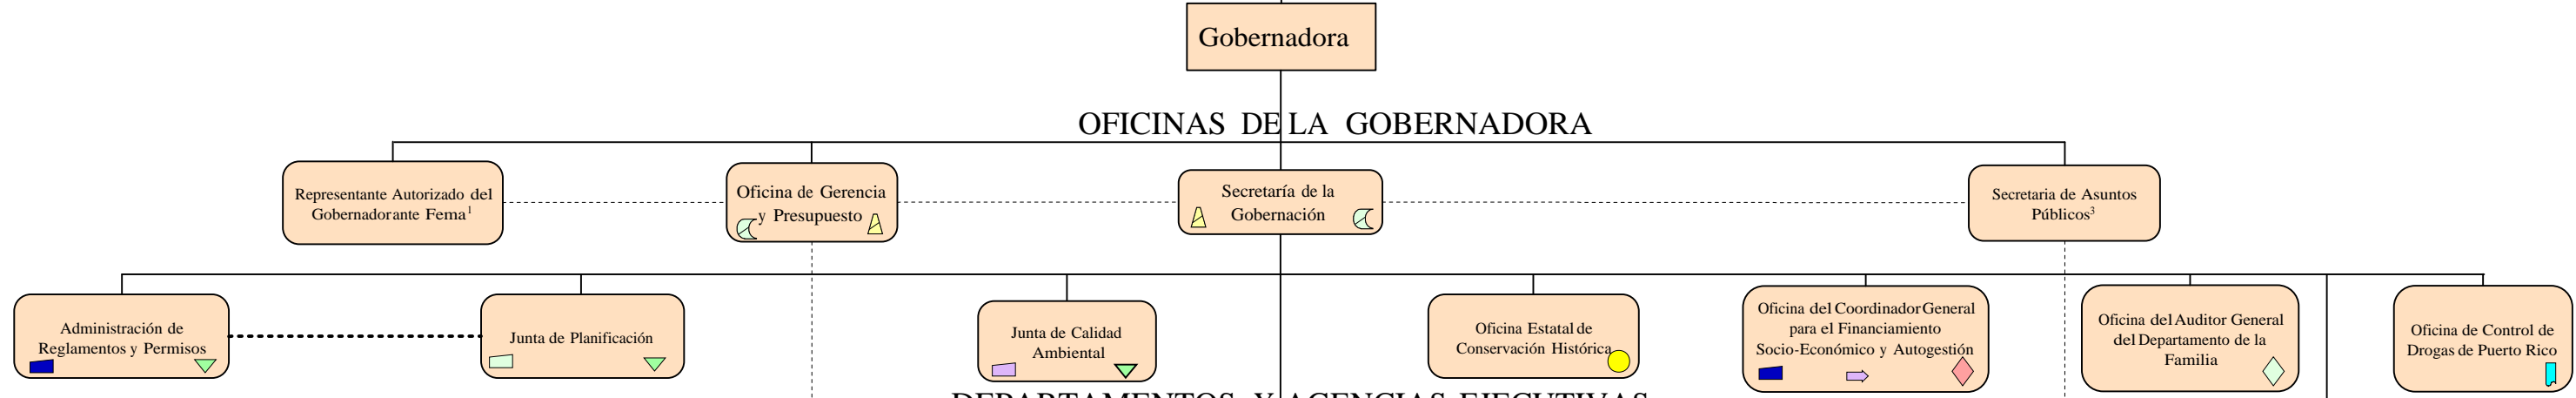 Gobernadora
OFICINAS DE LA GOBERNADORA
Representante Autorizado del
Gobernadorante Fema¹
Oficina de Gerencia
y Presupuesto
Secretaría de la
Gobernación
Secretaria de Asuntos
Públicos³
Administración de
Reglamentos y Permisos
Junta de Planificación
Junta de Calidad
Ambiental
Oficina Estatal de
Conservación Histórica
Oficina del Coordinador General
para el Financiamiento
Socio-Económico y Autogestión
Oficina del Auditor General
del Departamento de la
Familia
Oficina de Control de
Drogas de Puerto Rico
DEPARTAMENTOS Y AGENCIAS EJECUTIVAS